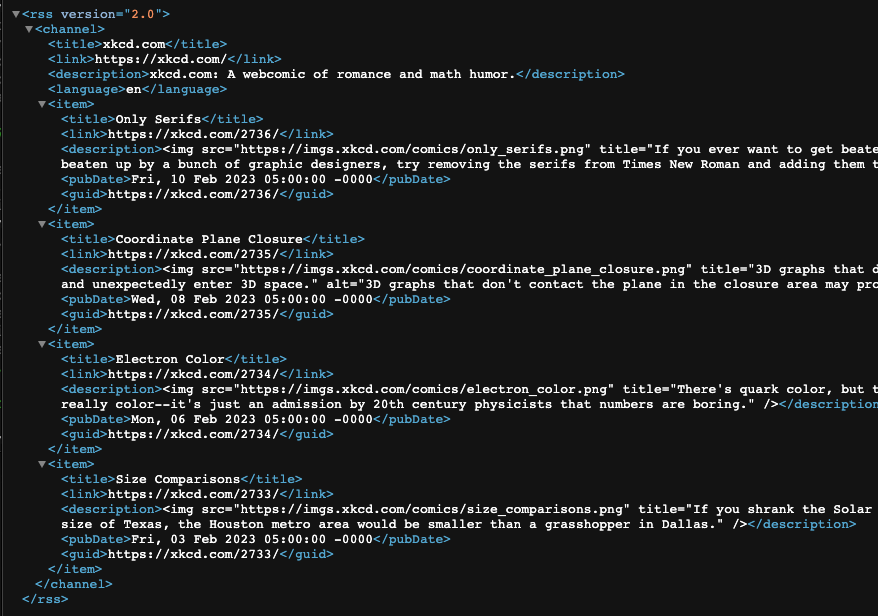 <rss version="2.0">
<channel>
<title>xkcd.com</title>
<link>https://xkcd.com/</link>
<description>xkcd.com: A webcomic of romance and math humor.</description>
<language>en</language>
<item>
<title>Only Serifs</title>
<link>https://xkcd.com/2736/</link>
<description><img src="https://imgs.xkcd.com/comics/only_serifs.png" title="If you ever want to get beate
beaten up by a bunch of graphic designers, try removing the serifs from Times New Roman and adding them t
<pubDate>Fri, 10 Feb 2023 05:00:00 -0000</pubDate>
<guid>https://xkcd.com/2736/</guid>
</item>
<item>
<title>Coordinate Plane Closure</title>
<link>https://xkcd.com/2735/</link>
<description><img src="https://imgs.xkcd.com/comics/coordinate_plane_closure.png" title="3D graphs that d
and unexpectedly enter 3D space." alt="3D graphs that don't contact the plane in the closure area may pro
<pubDate>Wed, 08 Feb 2023 05:00:00 -0000</pubDate>
<guid>https://xkcd.com/2735/</guid>
</item>
<item>
<title>Electron Color</title>
<link>https://xkcd.com/2734/</link>
<description><img src="https://imgs.xkcd.com/comics/electron_color.png" title="There's quark color, but t
really color--it's just an admission by 20th century physicists that numbers are boring." /></description
<pubDate>Mon, 06 Feb 2023 05:00:00 -0000</pubDate>
<guid>https://xkcd.com/2734/</guid>
</item>
<item>
<title>Size Comparisons</title>
<link>https://xkcd.com/2733/</link>
<description><img src="https://imgs.xkcd.com/comics/size_comparisons.png" title="If you shrank the Solar
size of Texas, the Houston metro area would be smaller than a grasshopper in Dallas." /></description>
<pubDate>Fri, 03 Feb 2023 05:00:00 -0000</pubDate>
<guid>https://xkcd.com/2733/</guid>
</item>
</channel>
</rss>